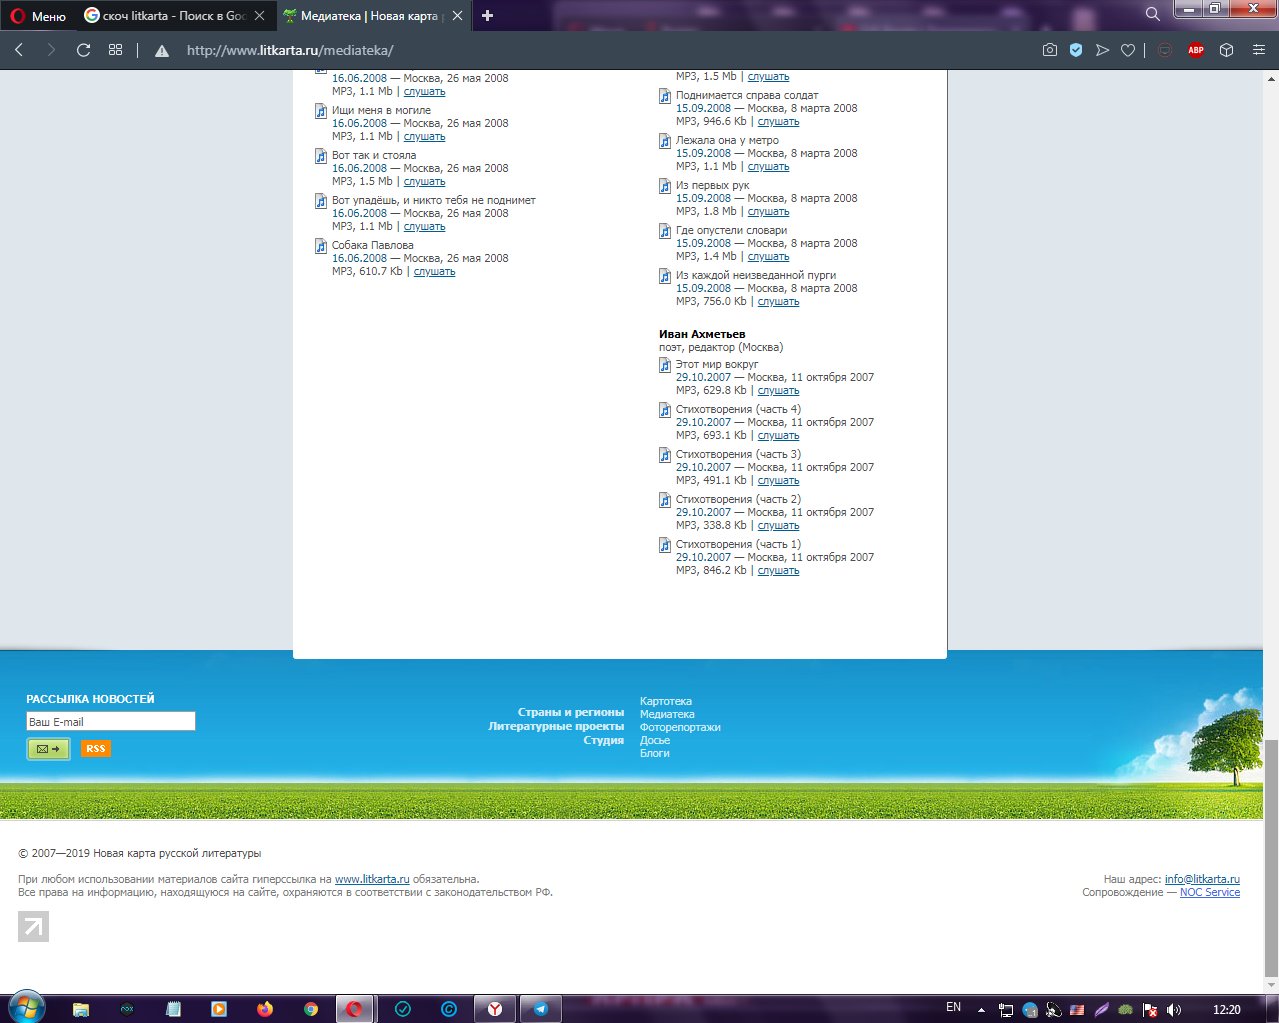 Меню
скоч litkarta - Поиск в Goo
Медиатека | Новая карта р
http://www.litkarta.ru/mediateka/
ABP
16.06.2008 — Москва, 26 мая 2008
MP3, 1.1 Mb | слушать
Ищи меня в могиле
16.06.2008 — Москва, 26 мая 2008
MP3, 1.1 Mb | слушать
Вот так и стояла
16.06.2008 — Москва, 26 мая 2008
MP3, 1.5 Mb | слушать
Вот упадёшь, и никто тебя не поднимет
16.06.2008 — Москва, 26 мая 2008
MP3, 1.1 Mb | слушать
Собака Павлова
16.06.2008 — Москва, 26 мая 2008
MP3, 610.7 Kb | слушать
MP3, 1.5 Mb | слушать
Поднимается справа солдат
15.09.2008 — Москва, 8 марта 2008
MP3, 946.6 Kb | слушать
Лежала она у метро
15.09.2008 — Москва, 8 марта 2008
MP3, 1.1 Mb | слушать
Из первых рук
15.09.2008 — Москва, 8 марта 2008
MP3, 1.8 Mb | слушать
Где опустели словари
15.09.2008 — Москва, 8 марта 2008
MP3, 1.4 Mb | слушать
Из каждой неизведанной пурги
15.09.2008 — Москва, 8 марта 2008
MP3, 756.0 Kb | слушать
Иван Ахметьев
поэт, редактор (Москва)
Этот мир вокруг
29.10.2007 — Москва, 11 октября 2007
MP3, 629.8 Kb | слушать
Стихотворения (часть 4)
29.10.2007 — Москва, 11 октября 2007
MP3, 693.1 Kb | слушать
Стихотворения (часть 3)
29.10.2007 — Москва, 11 октября 2007
MP3, 491.1 Kb | слушать
Стихотворения (часть 2)
29.10.2007 — Москва, 11 октября 2007
MP3, 338.8 Kb | слушать
Стихотворения (часть 1)
29.10.2007 — Москва, 11 октября 2007
MP3, 846.2 Kb | слушать
РАССЫЛКА НОВОСТЕЙ
Ваш E-mail
RSS
Страны и регионы
Литературные проекты
Студия
Картотека
Медиатека
Фоторепортажи
Досье
Блоги
© 2007—2019 Новая карта русской литературы
При любом использовании материалов сайта гиперссылка на www.litkarta.ru обязательна.
Все права на информацию, находящуюся на сайте, охраняются в соответствии с законодательством РФ.
Наш адрес: info@litkarta.ru
Сопровождение — NOC Service
EN
12:20